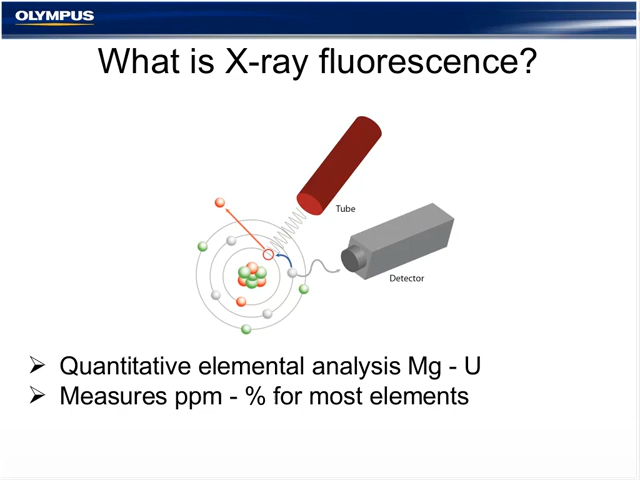 OLYMPUS
What is X-ray fluorescence?
Tube
Detector
➢ Quantitative elemental analysis Mg - U
➢ Measures ppm - % for most elements